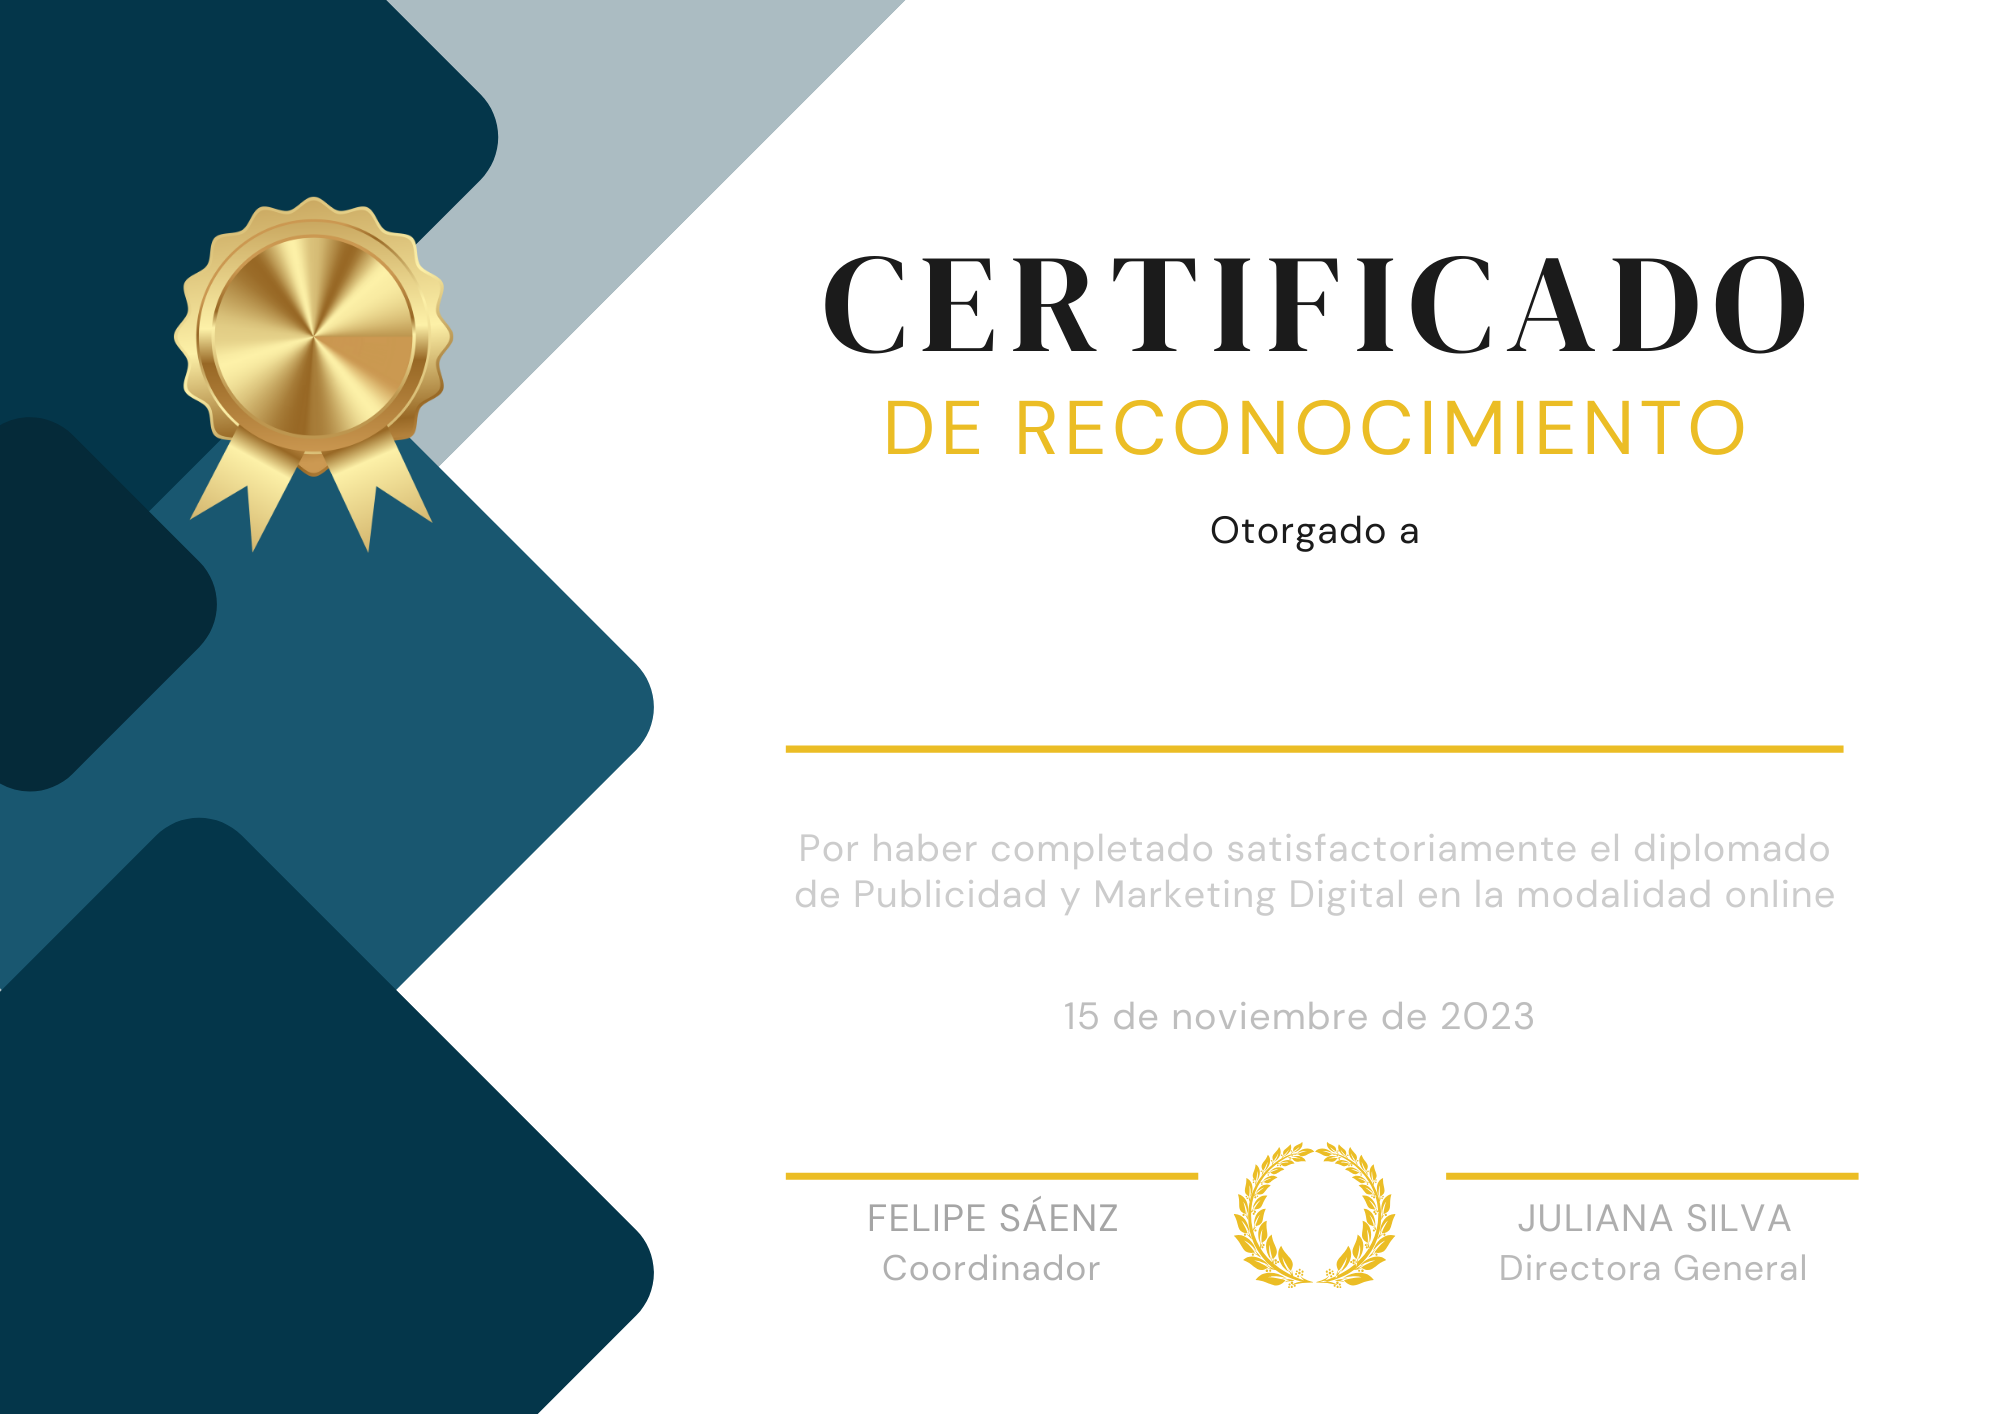 CERTIFICADO
DE RECONOCIMIENTO
Otorgado a
Por haber completado satisfactoriamente el diplomado
de Publicidad y Marketing Digital en la modalidad online
15 de noviembre de 2023
FELIPE SÁENZ
Coordinador
JULIANA SILVA
Directora General